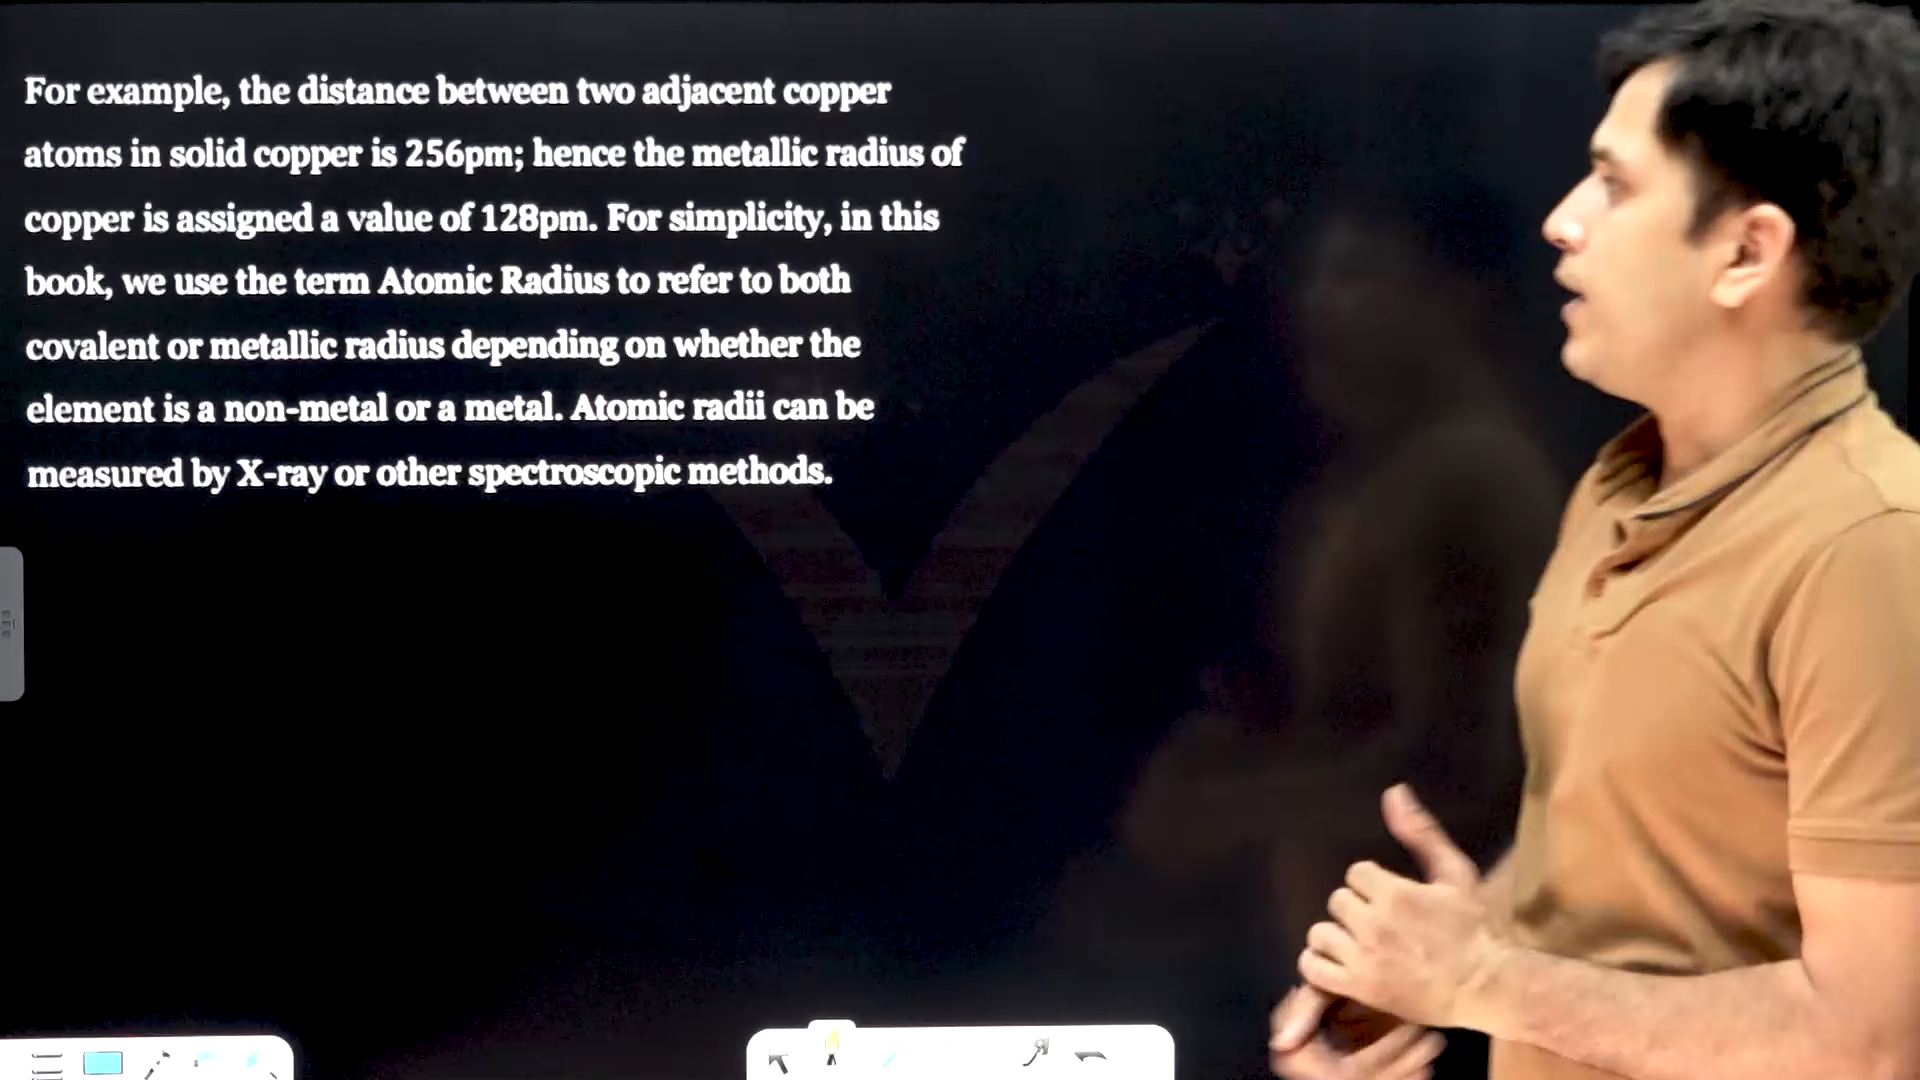 For example, the distance between two adjacent copper
atoms in solid copper is 256pm; hence the metallic radius of
copper is assigned a value of 128pm. For simplicity, in this
book, we use the term Atomic Radius to refer to both
covalent or metallic radius depending on whether the
element is a non-metal or a metal. Atomic radii can be
measured by X-ray or other spectroscopic methods.